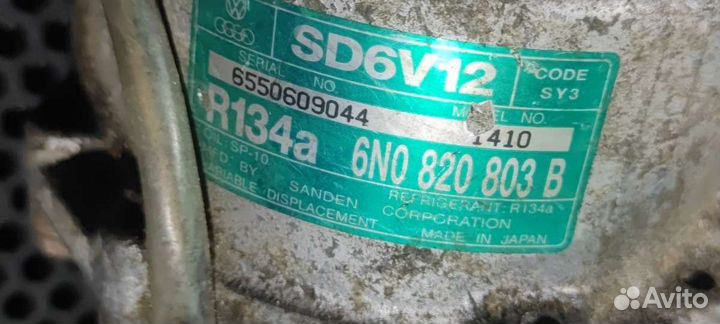 SD6V12
CODE
SY3
SERIAL NO
6550609044
MODEL NO.
1410
R134a
6N0 820 803 B
OIL: SP-10
REFRIGERANT: R134a
MFD. BY SANDEN CORPORATION
VARIABLE/DISPLACEMENT
MADE IN JAPAN
Avito